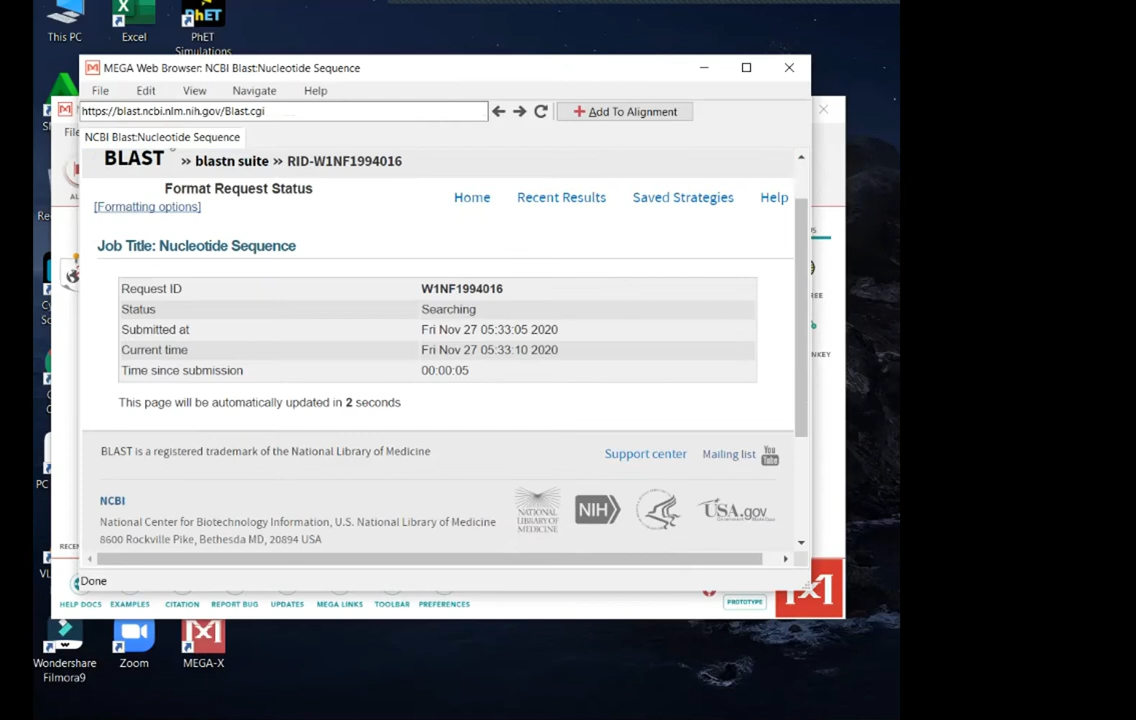 This PC
Excel
PhET
PhET
Simulations
MEGA Web Browser: NCBI Blast:Nucleotide Sequence
File Edit View Navigate Help
https://blast.ncbi.nlm.nih.gov/Blast.cgi
Add To Alignment
NCBI Blast:Nucleotide Sequence
BLAST » blastn suite » RID-W1NF1994016
Format Request Status
Home Recent Results Saved Strategies Help
[Formatting options]
Job Title: Nucleotide Sequence
Request ID W1NF1994016
Status Searching
Submitted at Fri Nov 27 05:33:05 2020
Current time Fri Nov 27 05:33:10 2020
Time since submission 00:00:05
This page will be automatically updated in 2 seconds
BLAST is a registered trademark of the National Library of Medicine
Support center Mailing list You Tube
NCBI
National Center for Biotechnology Information, U.S. National Library of Medicine
8600 Rockville Pike, Bethesda MD, 20894 USA
NATIONAL LIBRARY OF MEDICINE
NIH
USA.gov
Done
HELP DOCS EXAMPLES CITATION REPORT BUG UPDATES MEGA LINKS TOOLBAR PREFERENCES
PROTOTYPE
Wondershare
Filmora9
Zoom
MEGA-X